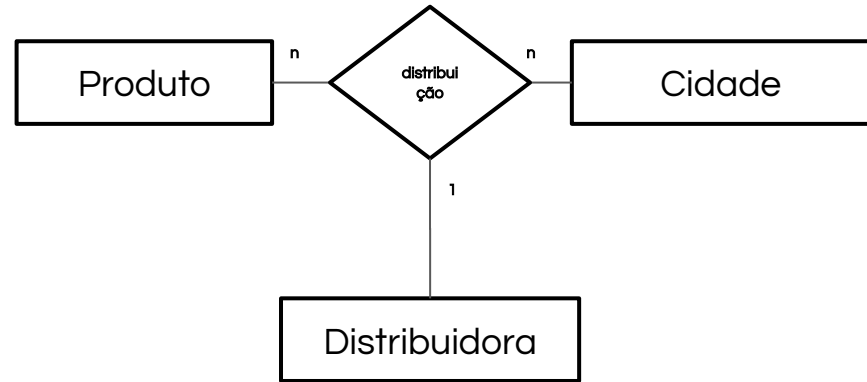 n
n
Produto
distribui
ção
Cidade
1
Distribuidora